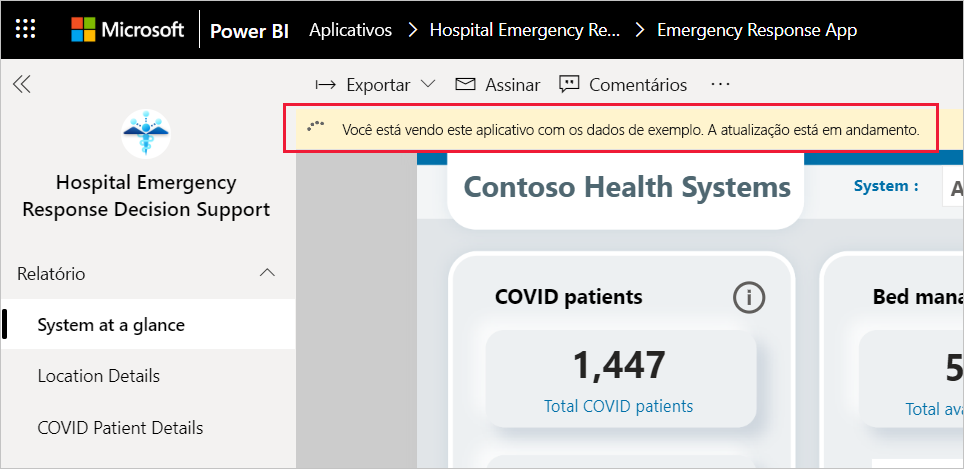 Microsoft Power BI Aplicativos Hospital Emergency Re... Emergency Response App
Exportar Assinar Comentários ...
Você está vendo este aplicativo com os dados de exemplo. A atualização está em andamento.
Hospital Emergency
Response Decision Support
Contoso Health Systems
System :
A
Relatório
System at a glance
Location Details
COVID Patient Details
COVID patients
1,447
Total COVID patients
Bed mana
5
Total ava